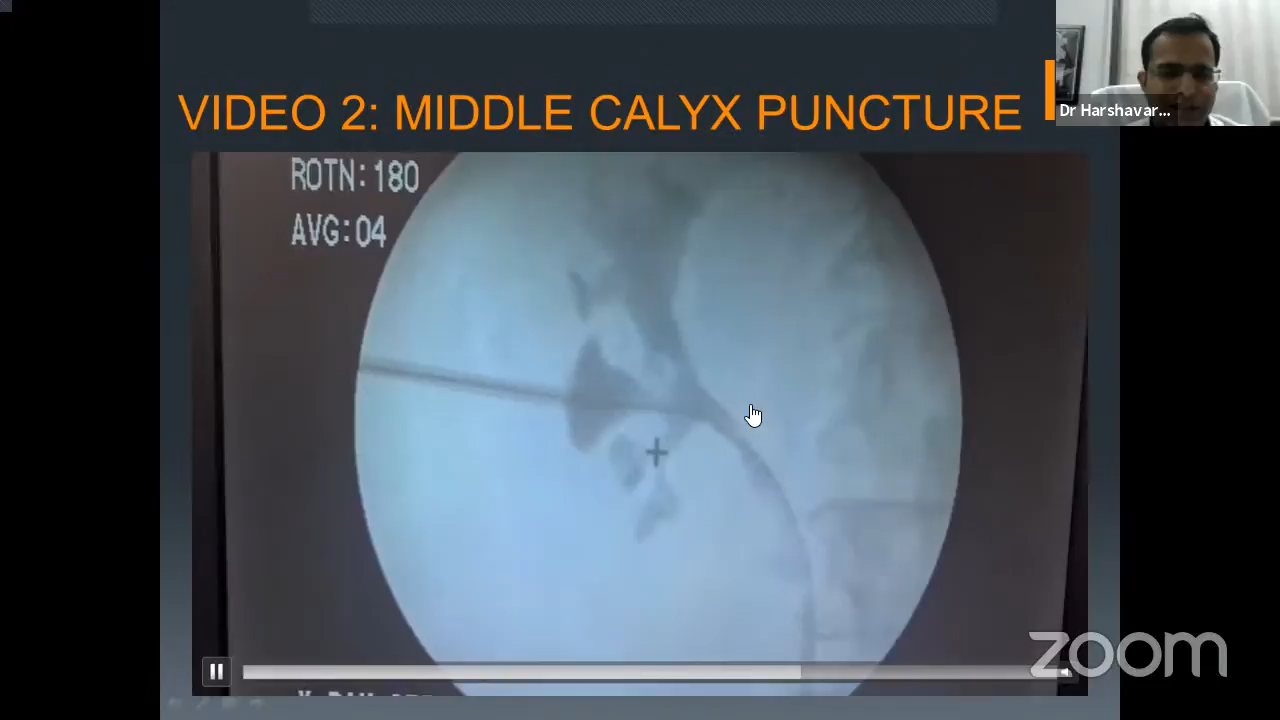 VIDEO 2: MIDDLE CALYX PUNCTURE
Dr Harshavar...
ROTN: 180
AVG: 04
zoom